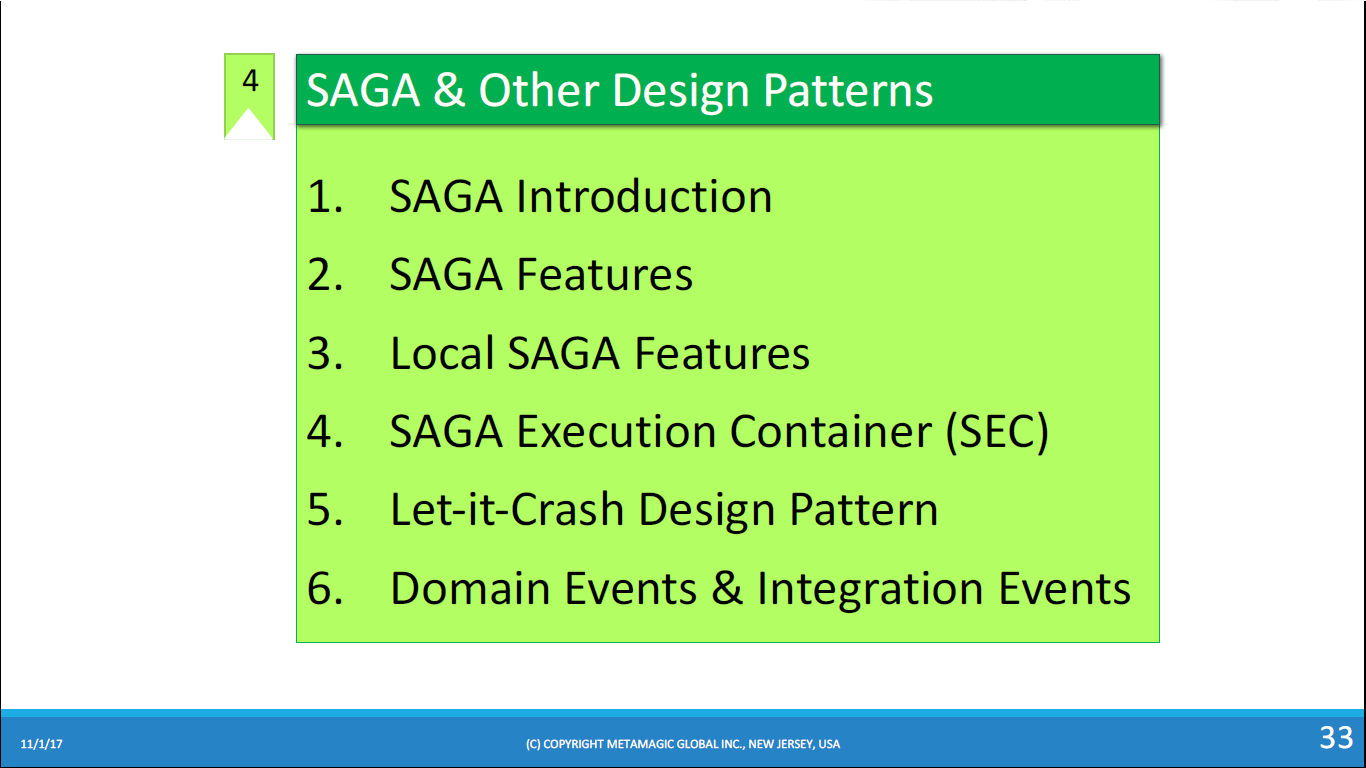 4
SAGA & Other Design Patterns
1. SAGA Introduction
2. SAGA Features
3. Local SAGA Features
4. SAGA Execution Container (SEC)
5. Let-it-Crash Design Pattern
6. Domain Events & Integration Events
11/1/17
(C) COPYRIGHT METAMAGIC GLOBAL INC., NEW JERSEY, USA
33